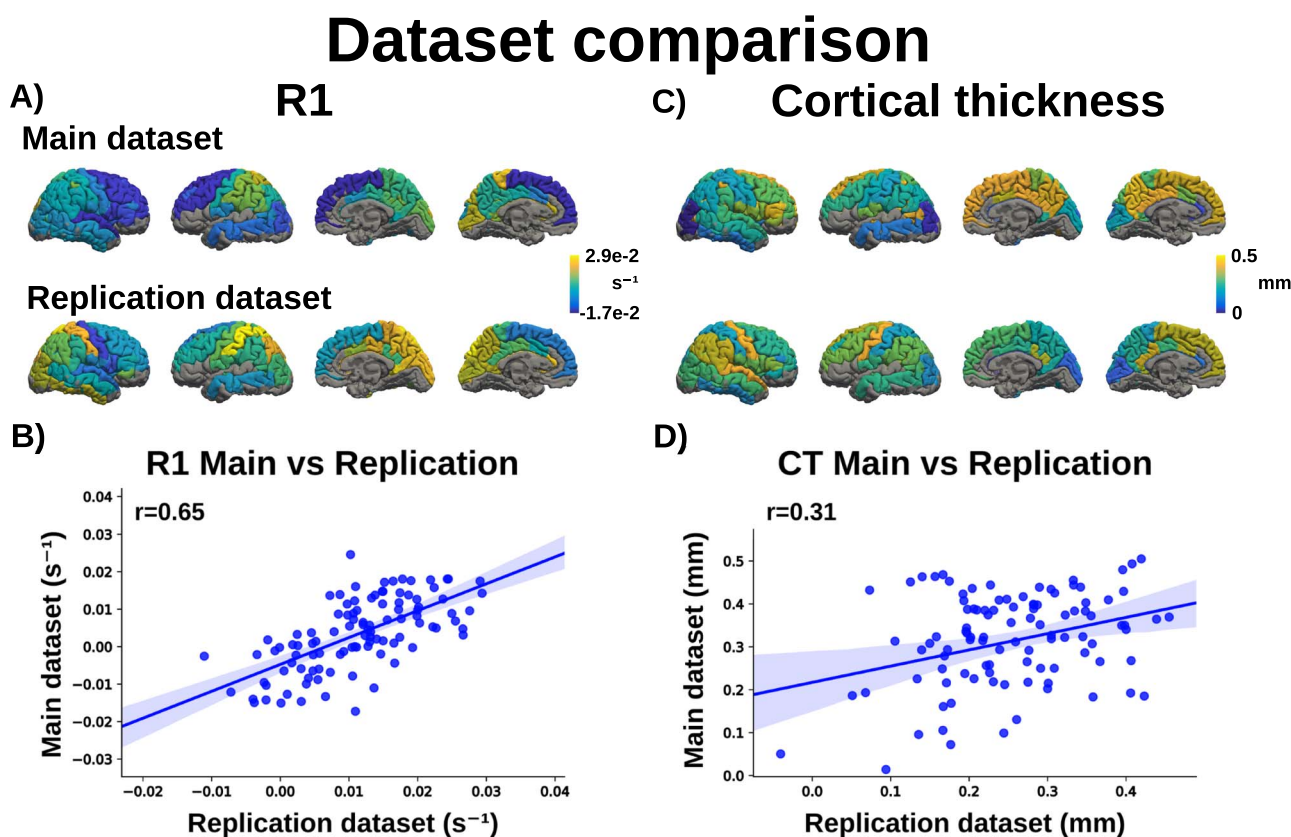 Dataset comparison
A)
R1
Main dataset
2.9e-2
s⁻¹
-1.7e-2
Replication dataset
C)
Cortical thickness
0.5
mm
0
B)
R1 Main vs Replication
r=0.65
Main dataset (s⁻¹)
0.04
0.03
0.02
0.01
0.00
−0.01
−0.02
−0.03
−0.02 −0.01 0.00 0.01 0.02 0.03 0.04
Replication dataset (s⁻¹)
D)
CT Main vs Replication
r=0.31
Main dataset (mm)
0.5
0.4
0.3
0.2
0.1
0.0
0.0 0.1 0.2 0.3 0.4
Replication dataset (mm)